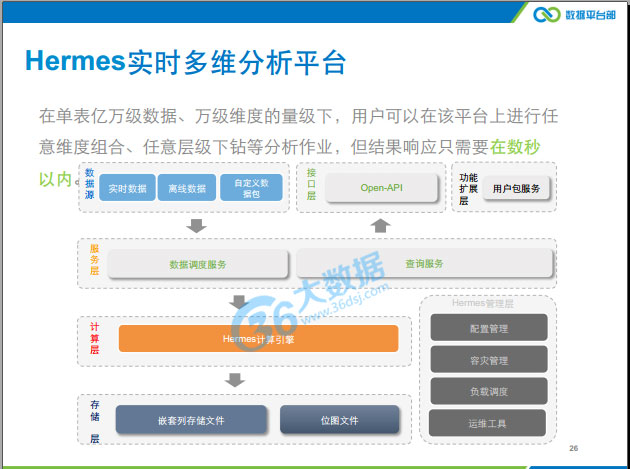 数据平台部
Hermes实时多维分析平台
在单表亿万级数据、万级维度的量级下，用户可以在该平台上进行任
意维度组合、任意层级下钻等分析作业，但结果响应只需要在数秒
以内。
数据源
实时数据
离线数据
自定义数
据包
接口层
Open-API
功能
扩展
层
用户包服务
服务层
数据调度服务
查询服务
36大数据
www.36dsj.com
计算层
Hermes计算引擎
Hermes管理层
配置管理
容灾管理
负载调度
运维工具
存储层
嵌套列存储文件
位图文件
26